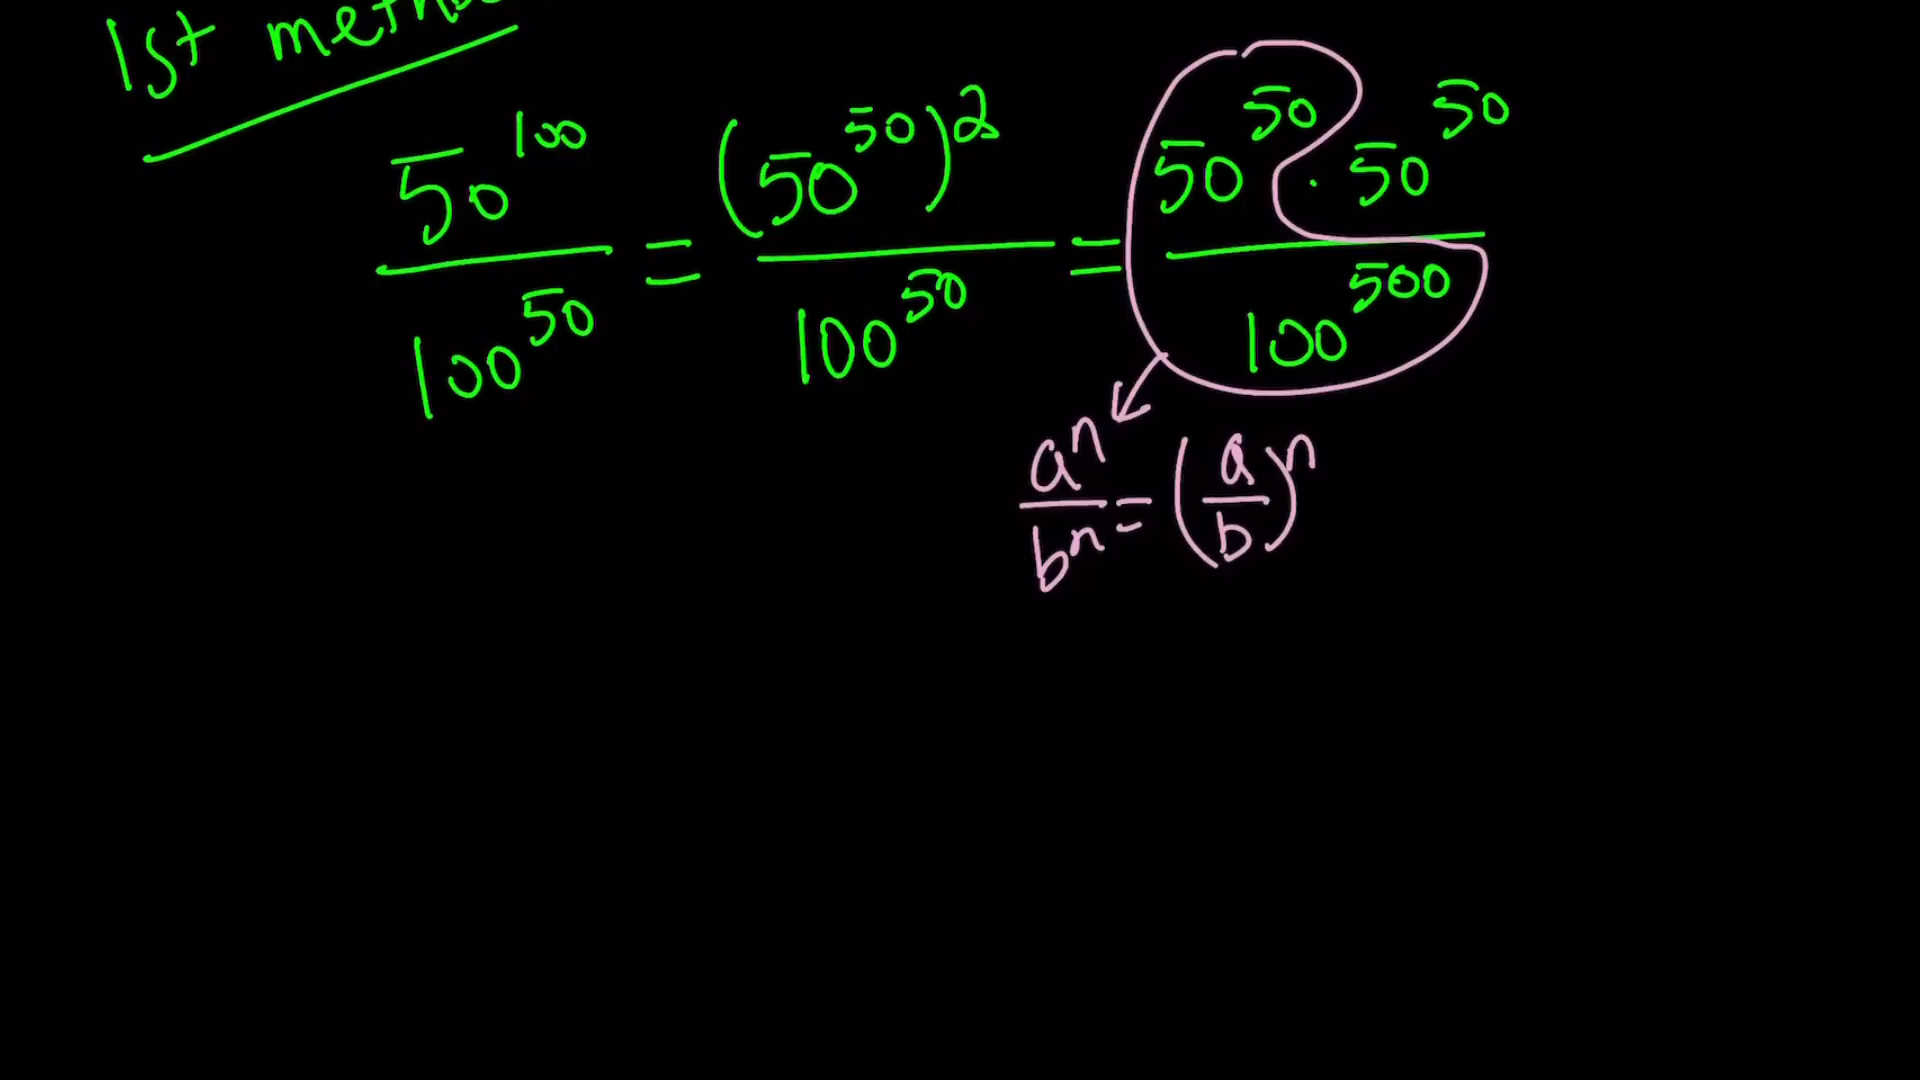 1st metho
50^100 / 100^50 = (50^50)^2 / 100^50 = 50^50 · 50^50 / 100^500
a^n / b^n = (a / b)^n